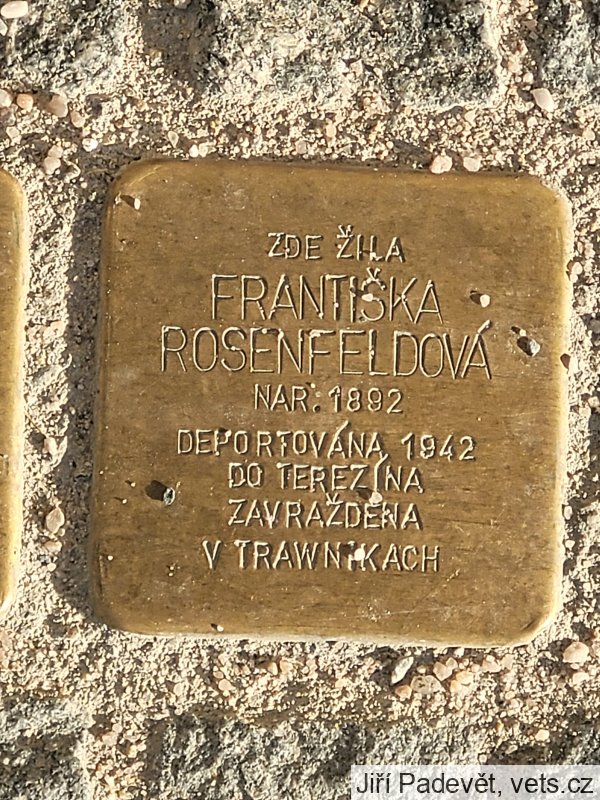 ZDE ŽILA
FRANTIŠKA
ROSENFELDOVÁ
NAR. 1892
DEPORTOVÁNA 1942
DO TEREZÍNA
ZAVRAŽDĚNA
V TRAWNIKACH
Jiří Padevět, vets.cz